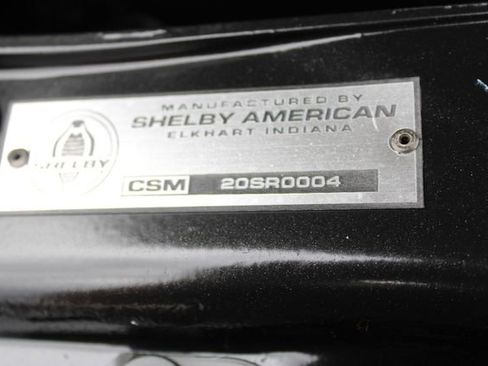 MANUFACTURED BY
SHELBY AMERICAN
ELKHART INDIANA
SHELBY
CSM 20SR0004